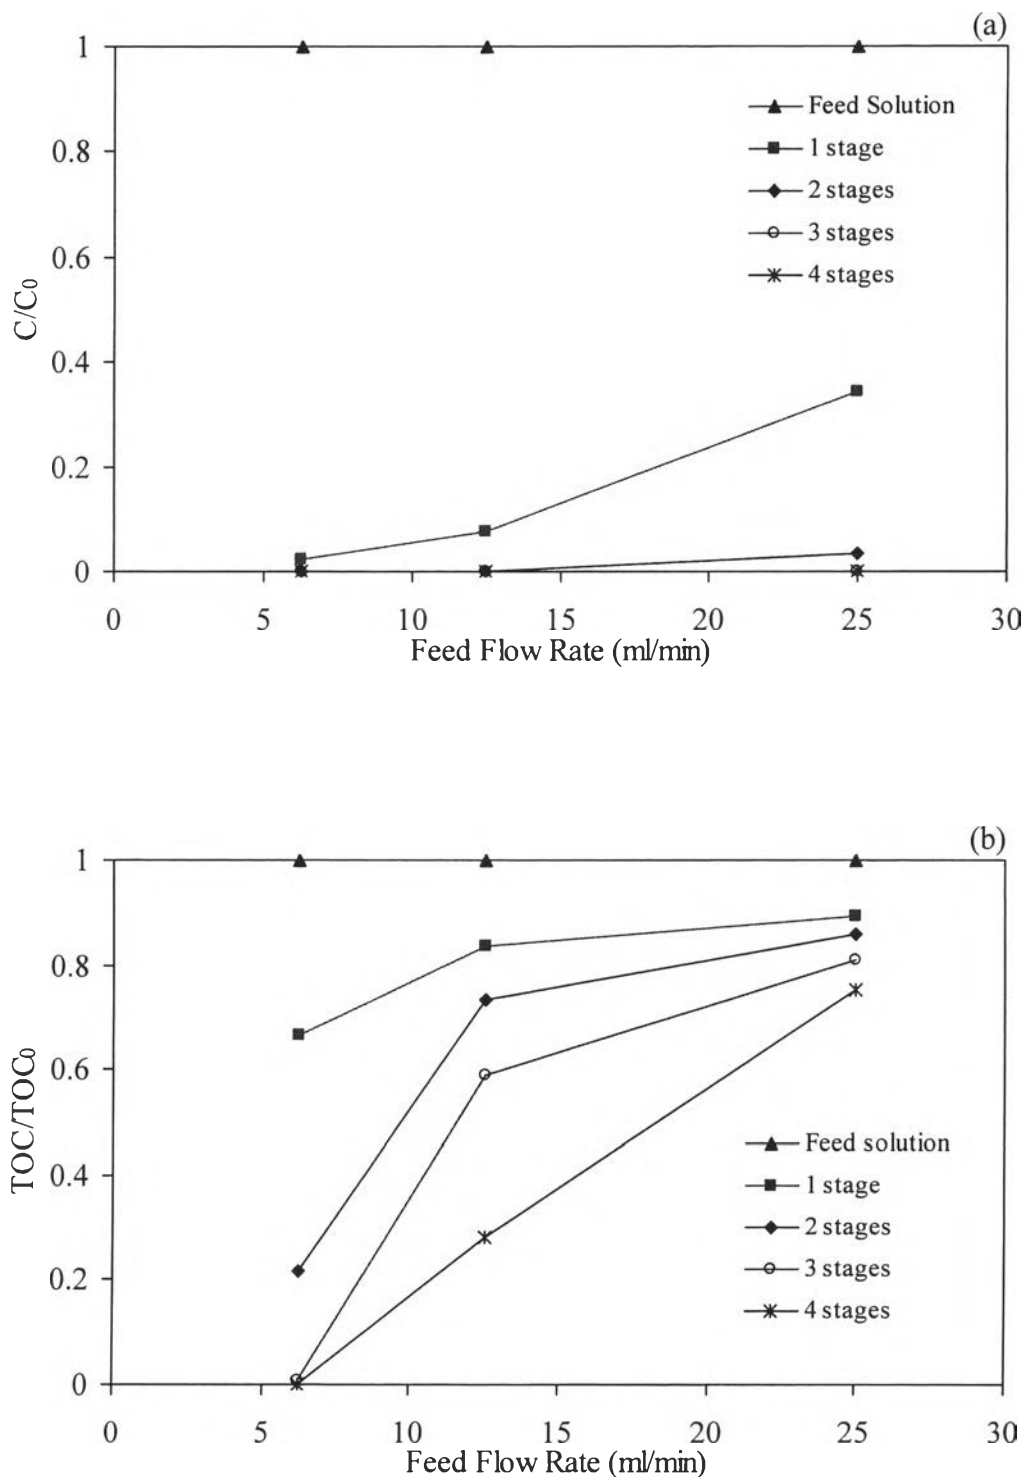 (a)
1
Feed Solution
0.8
1 stage
2 stages
0.6
3 stages
4 stages
C/C0
0.4
0.2
0
0 5 10 15 20 25 30
Feed Flow Rate (ml/min)
(b)
1
0.8
0.6
TOC/TOC0
Feed solution
0.4
1 stage
2 stages
0.2
3 stages
4 stages
0
0 5 10 15 20 25 30
Feed Flow Rate (ml/min)